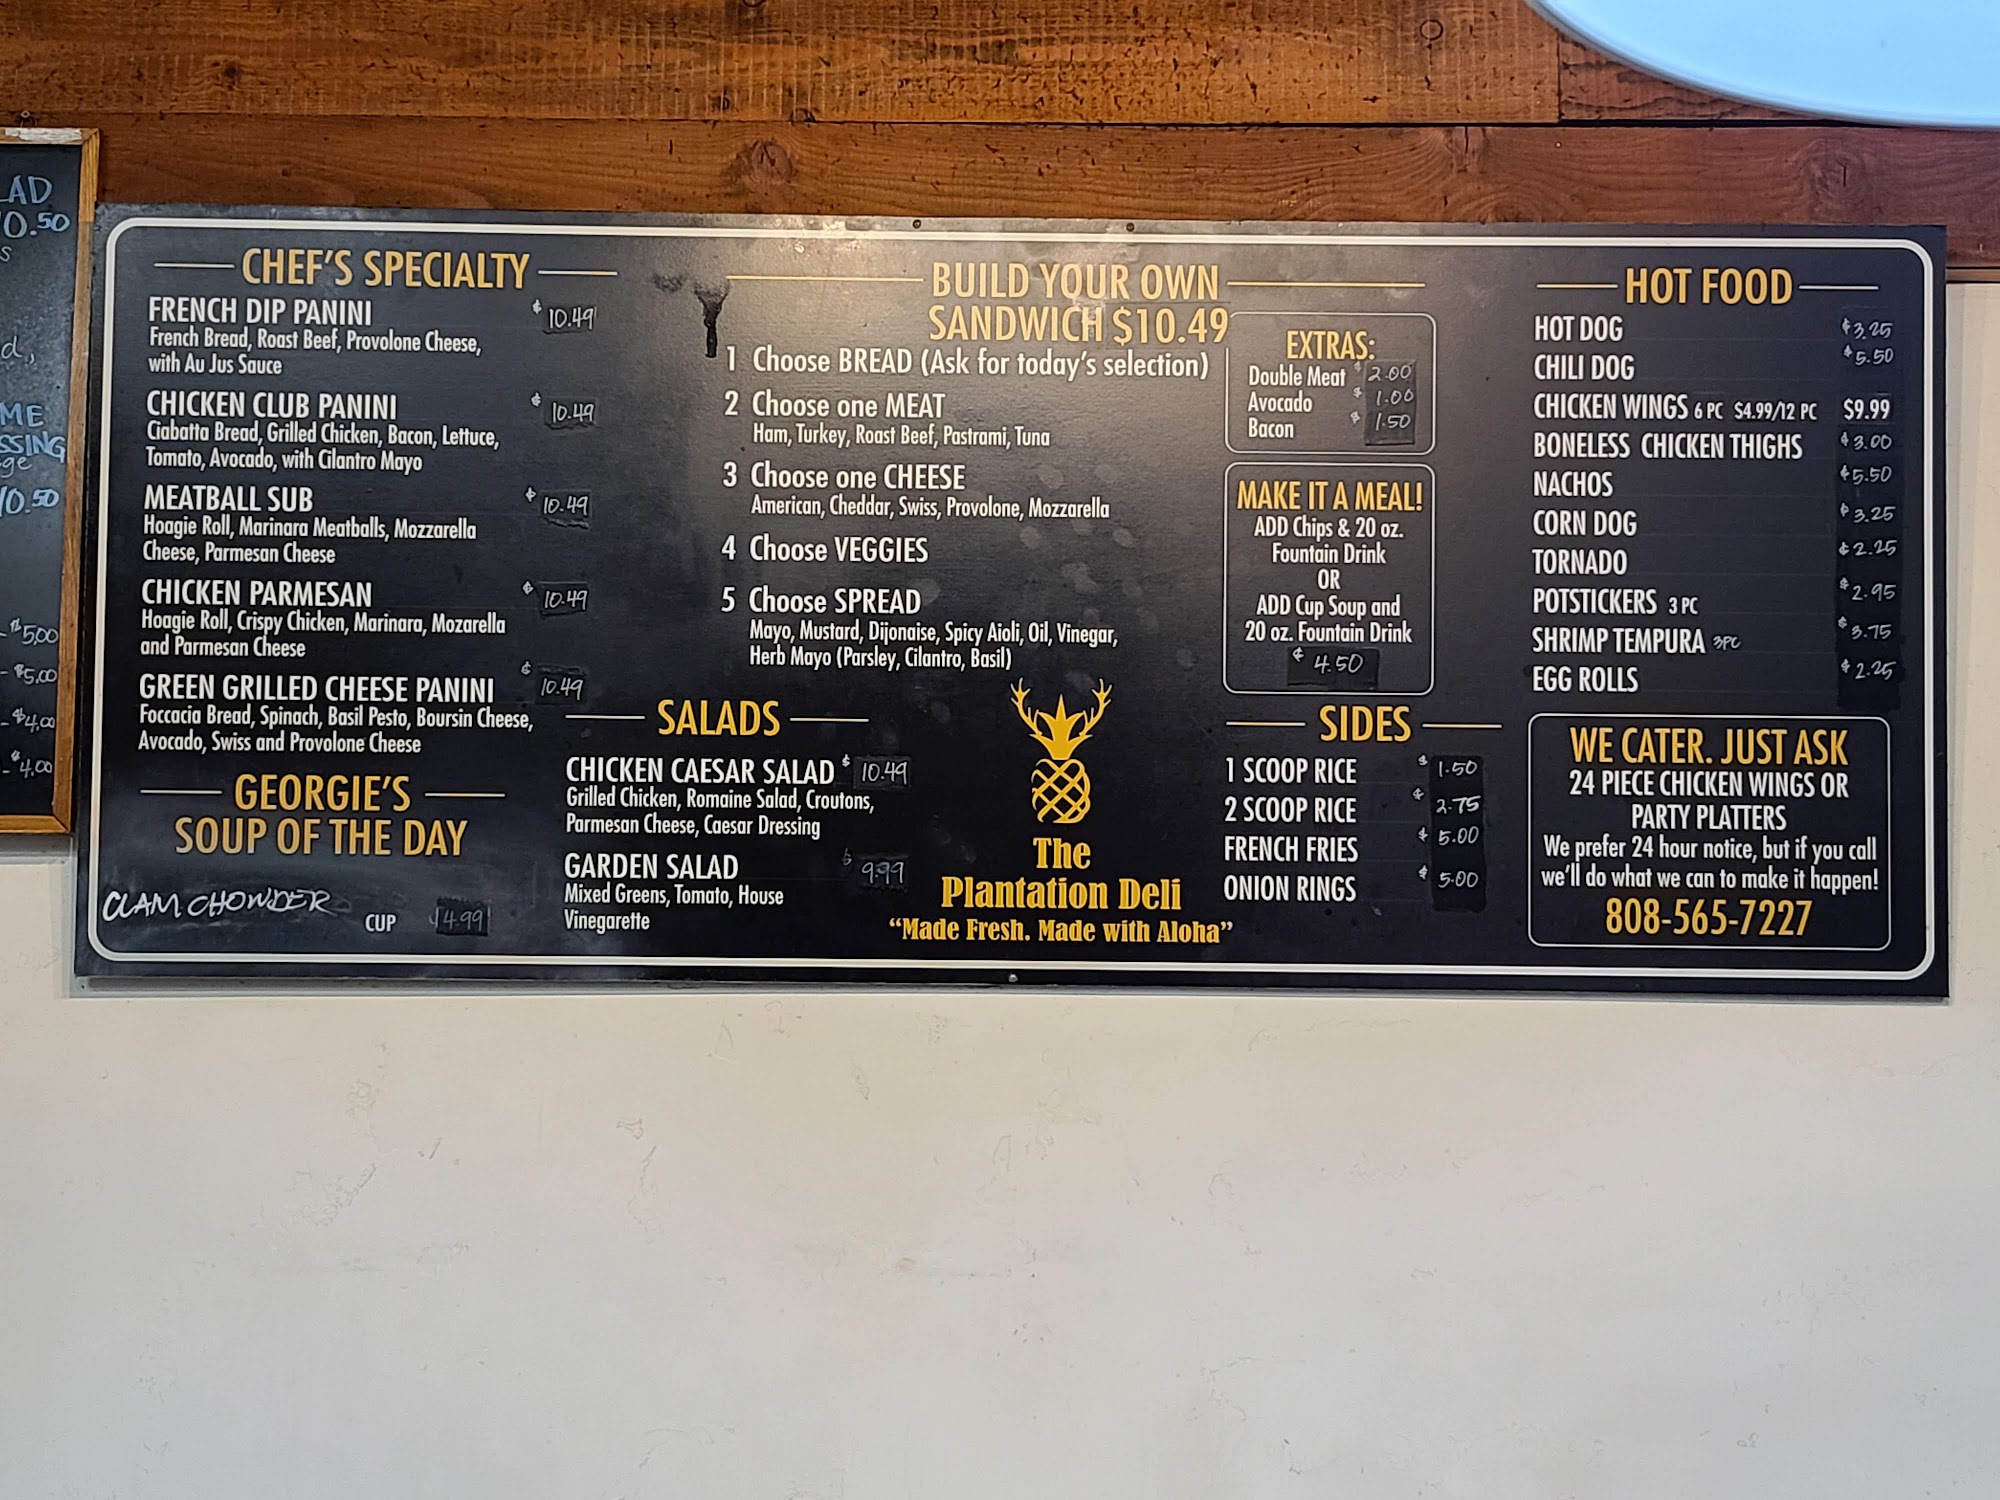 LAD
10.50
ME
SSING
10.50
$5.00
- $5.00
- $4.00
- $4.00
CHEF'S SPECIALTY
FRENCH DIP PANINI $10.49
French Bread, Roast Beef, Provolone Cheese,
with Au Jus Sauce
CHICKEN CLUB PANINI $10.49
Ciabatta Bread, Grilled Chicken, Bacon, Lettuce,
Tomato, Avocado, with Cilantro Mayo
MEATBALL SUB $10.49
Hoagie Roll, Marinara Meatballs, Mozzarella
Cheese, Parmesan Cheese
CHICKEN PARMESAN $10.49
Hoagie Roll, Crispy Chicken, Marinara, Mozarella
and Parmesan Cheese
GREEN GRILLED CHEESE PANINI $10.49
Foccacia Bread, Spinach, Basil Pesto, Boursin Cheese,
Avocado, Swiss and Provolone Cheese
GEORGIE'S
SOUP OF THE DAY
CLAM CHOWDER
CUP $4.99
BUILD YOUR OWN
SANDWICH $10.49
1 Choose BREAD (Ask for today's selection)
2 Choose one MEAT
Ham, Turkey, Roast Beef, Pastrami, Tuna
3 Choose one CHEESE
American, Cheddar, Swiss, Provolone, Mozzarella
4 Choose VEGGIES
5 Choose SPREAD
Mayo, Mustard, Dijonaise, Spicy Aioli, Oil, Vinegar,
Herb Mayo (Parsley, Cilantro, Basil)
SALADS
CHICKEN CAESAR SALAD $10.49
Grilled Chicken, Romaine Salad, Croutons,
Parmesan Cheese, Caesar Dressing
GARDEN SALAD $9.99
Mixed Greens, Tomato, House
Vinegarette
The
Plantation Deli
"Made Fresh. Made with Aloha"
EXTRAS:
Double Meat $2.00
Avocado $1.00
Bacon $1.50
MAKE IT A MEAL!
ADD Chips & 20 oz.
Fountain Drink
OR
ADD Cup Soup and
20 oz. Fountain Drink
$4.50
SIDES
1 SCOOP RICE $1.50
2 SCOOP RICE $2.75
FRENCH FRIES $5.00
ONION RINGS $5.00
HOT FOOD
HOT DOG $3.25
CHILI DOG $5.50
CHICKEN WINGS 6 PC $4.99/12 PC $9.99
BONELESS CHICKEN THIGHS $3.00
NACHOS $5.50
CORN DOG $3.25
TORNADO $2.25
POTSTICKERS 3 PC $2.95
SHRIMP TEMPURA 3PC $3.75
EGG ROLLS $2.25
WE CATER. JUST ASK
24 PIECE CHICKEN WINGS OR
PARTY PLATTERS
We prefer 24 hour notice, but if you call
we'll do what we can to make it happen!
808-565-7227